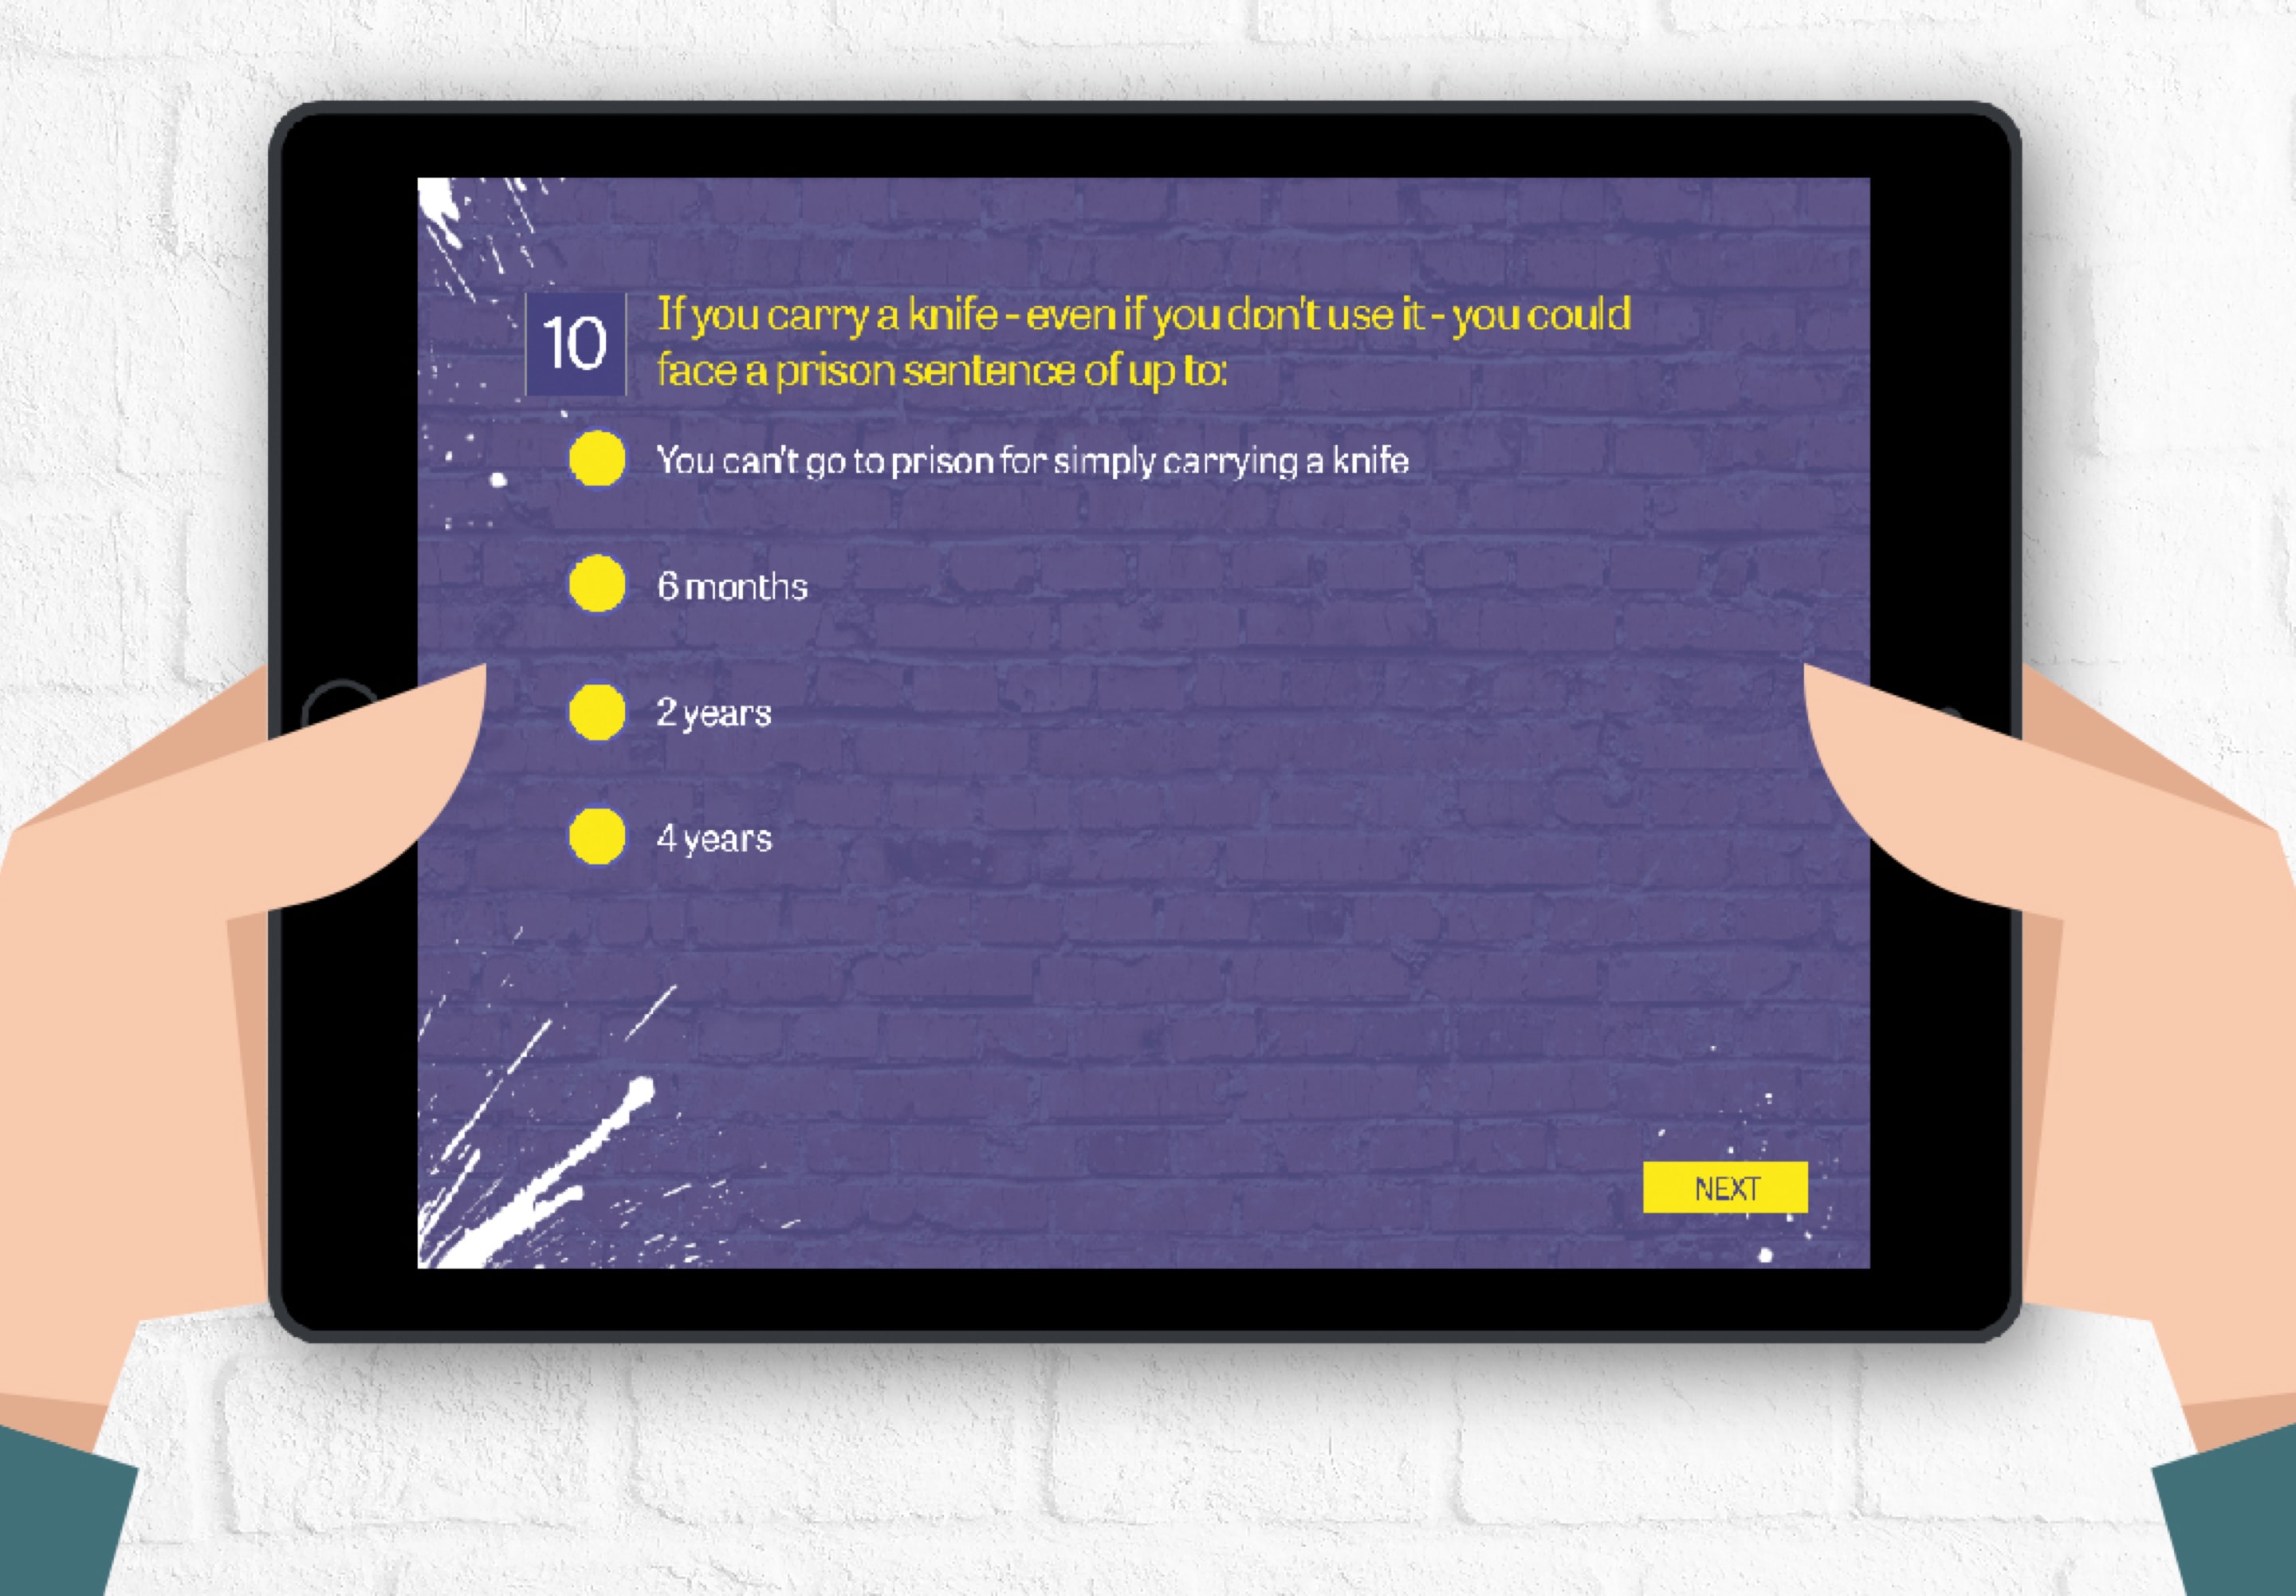 10
If you carry a knife - even if you don't use it - you could
face a prison sentence of up to:
You can't go to prison for simply carrying a knife
6 months
2 years
4 years
NEXT